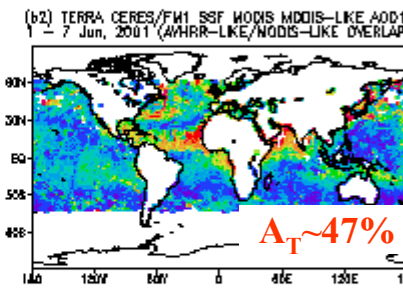 (b2) TERRA CERES/FM1 SSF MODIS MODIS-LIKE AOD1
1 - 7 Jun, 2001 (AVHRR-LIKE/MODIS-LIKE OVERLAP
60N
30N
EQ
30S
60S
A_T~47%
180 120W 60W 0 60E 120E